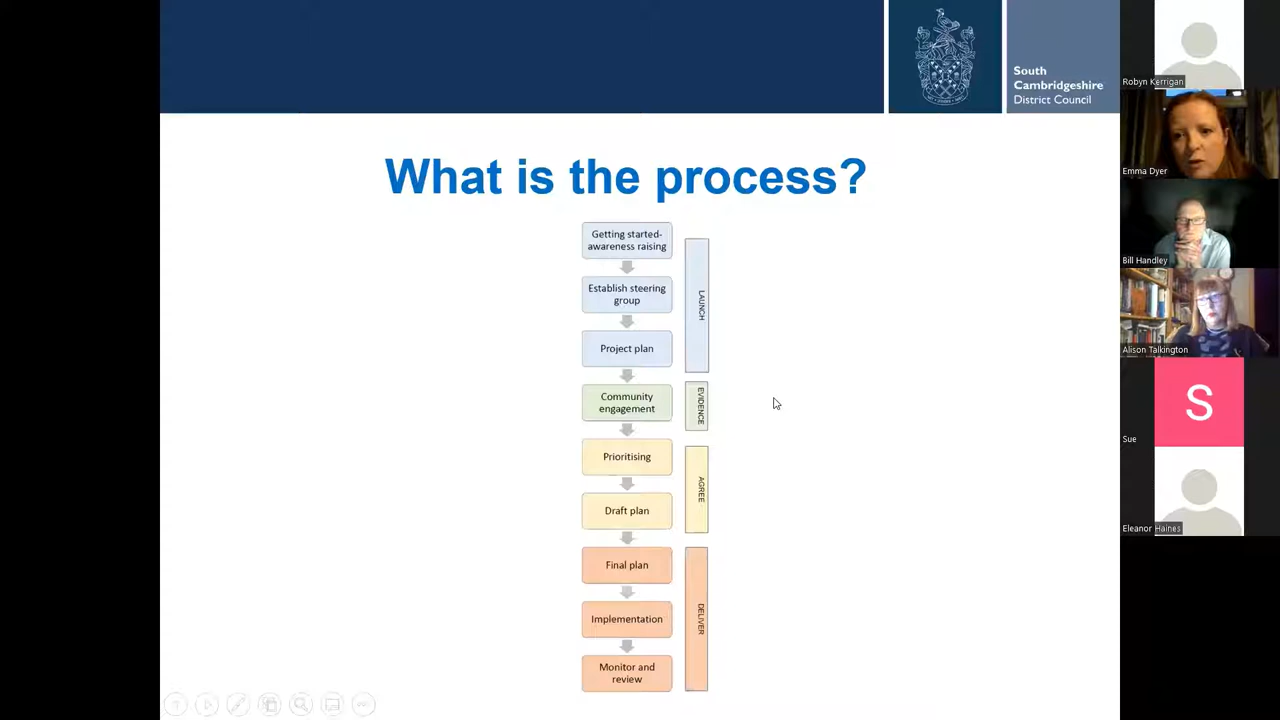 South
Cambridgeshire
District Council
What is the process?
Getting started-
awareness raising
Establish steering
group
Project plan
LAUNCH
Community
engagement
EVIDENCE
Prioritising
Draft plan
AGREE
Final plan
Implementation
Monitor and
review
DELIVER
Robyn Kerrigan
Emma Dyer
Bill Handley
Alison Talkington
S
Sue
Eleanor Haines